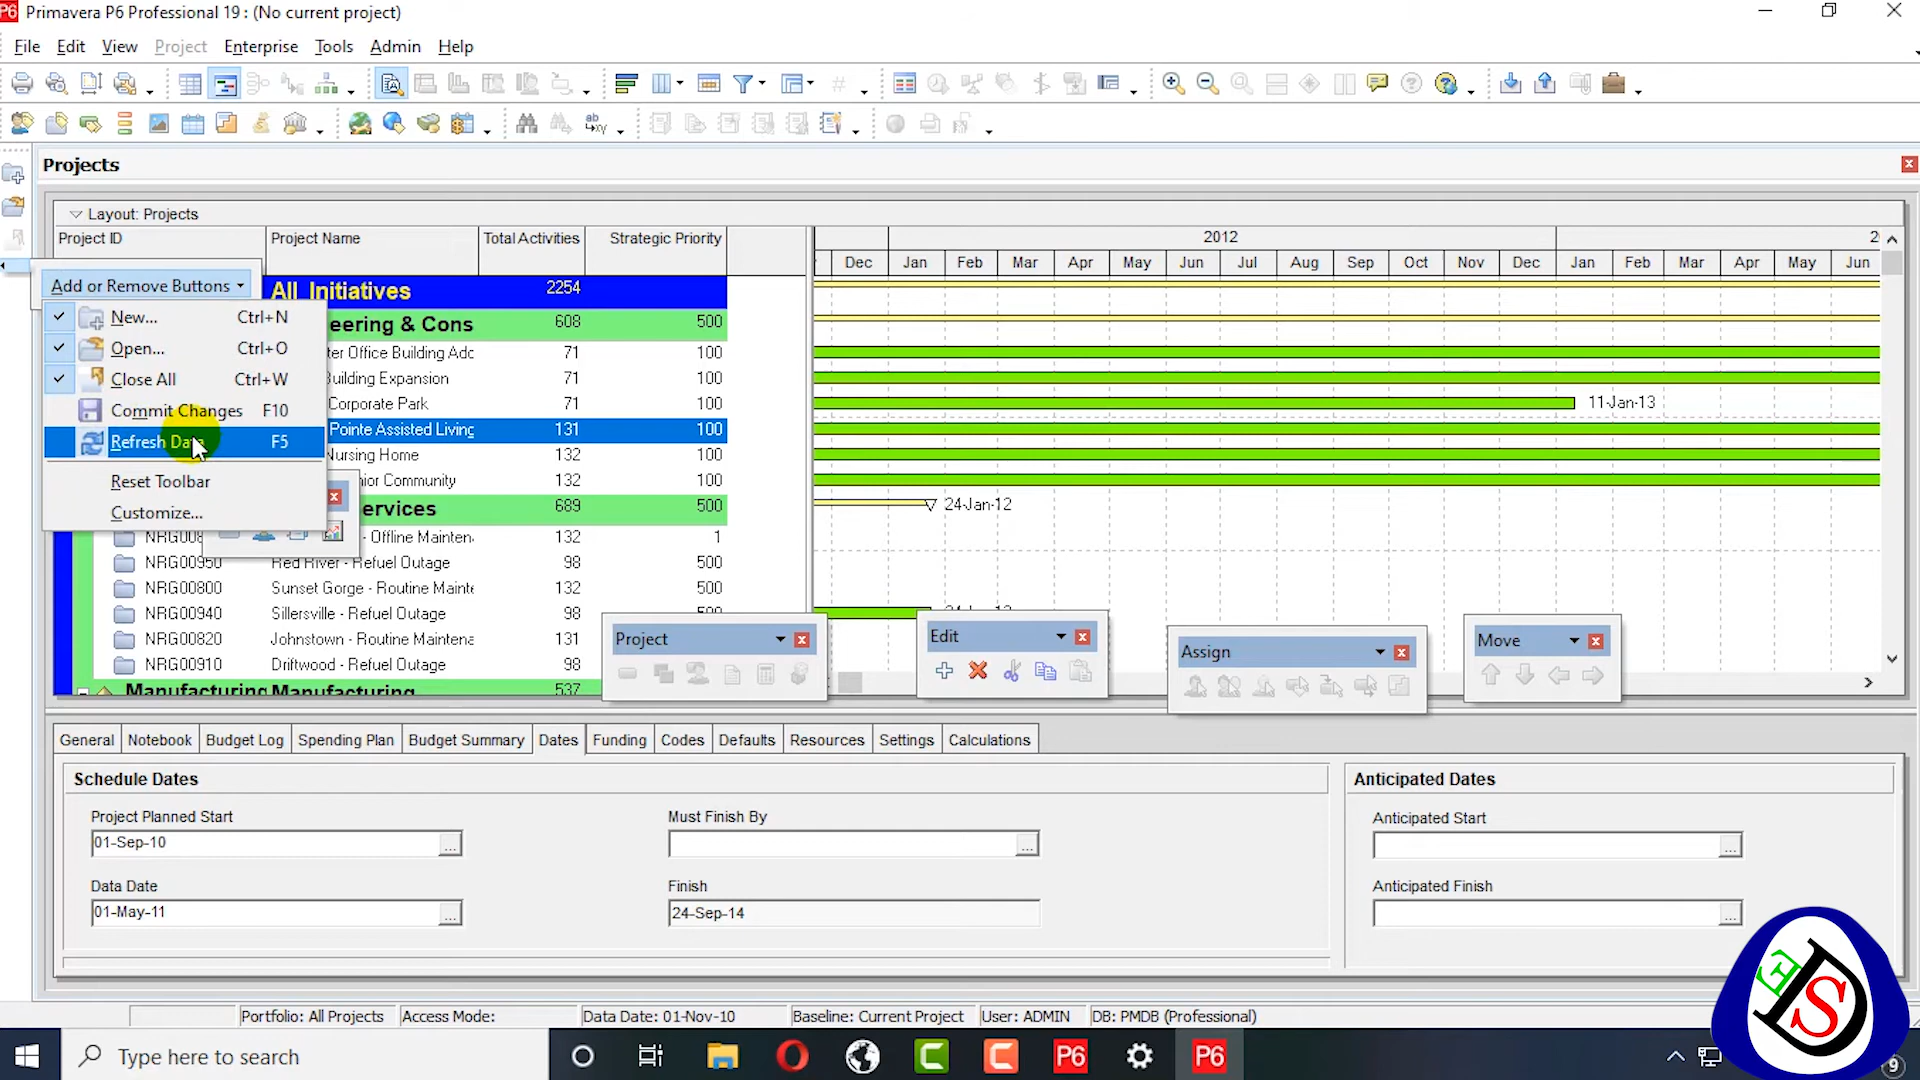 P6 Primavera P6 Professional 19 : (No current project)
File Edit View Project Enterprise Tools Admin Help
Projects
Layout: Projects
Project ID Project Name Total Activities Strategic Priority
2012 2
Dec Jan Feb Mar Apr May Jun Jul Aug Sep Oct Nov Dec Jan Feb Mar Apr May Jun
Add or Remove Buttons
All Initiatives 2254
New... Ctrl+N
eering & Cons 608 500
Open... Ctrl+O
ter Office Building Adc 71 100
Close All Ctrl+W
Building Expansion 71 100
Commit Changes F10
Corporate Park 71 100 11-Jan-13
Refresh Data F5
Pointe Assisted Living 131 100
Nursing Home 132 100
Reset Toolbar
ior Community 132 100
Customize...
ervices 689 500 24-Jan-12
NRG008 - Offline Mainten 132 1
NRG00950 Red River - Refuel Outage 98 500
NRG00800 Sunset Gorge - Routine Mainte 132 500
NRG00940 Sillersville - Refuel Outage 98 500
NRG00820 Johnstown - Routine Maintena 131
NRG00910 Driftwood - Refuel Outage 98
Manufacturing Manufacturing 537
Project
Edit
Assign
Move
General Notebook Budget Log Spending Plan Budget Summary Dates Funding Codes Defaults Resources Settings Calculations
Schedule Dates Anticipated Dates
Project Planned Start Must Finish By Anticipated Start
01-Sep-10
Data Date Finish Anticipated Finish
01-May-11 24-Sep-14
Portfolio: All Projects Access Mode: Data Date: 01-Nov-10 Baseline: Current Project User: ADMIN DB: PMDB (Professional)
Type here to search
P6 P6
9